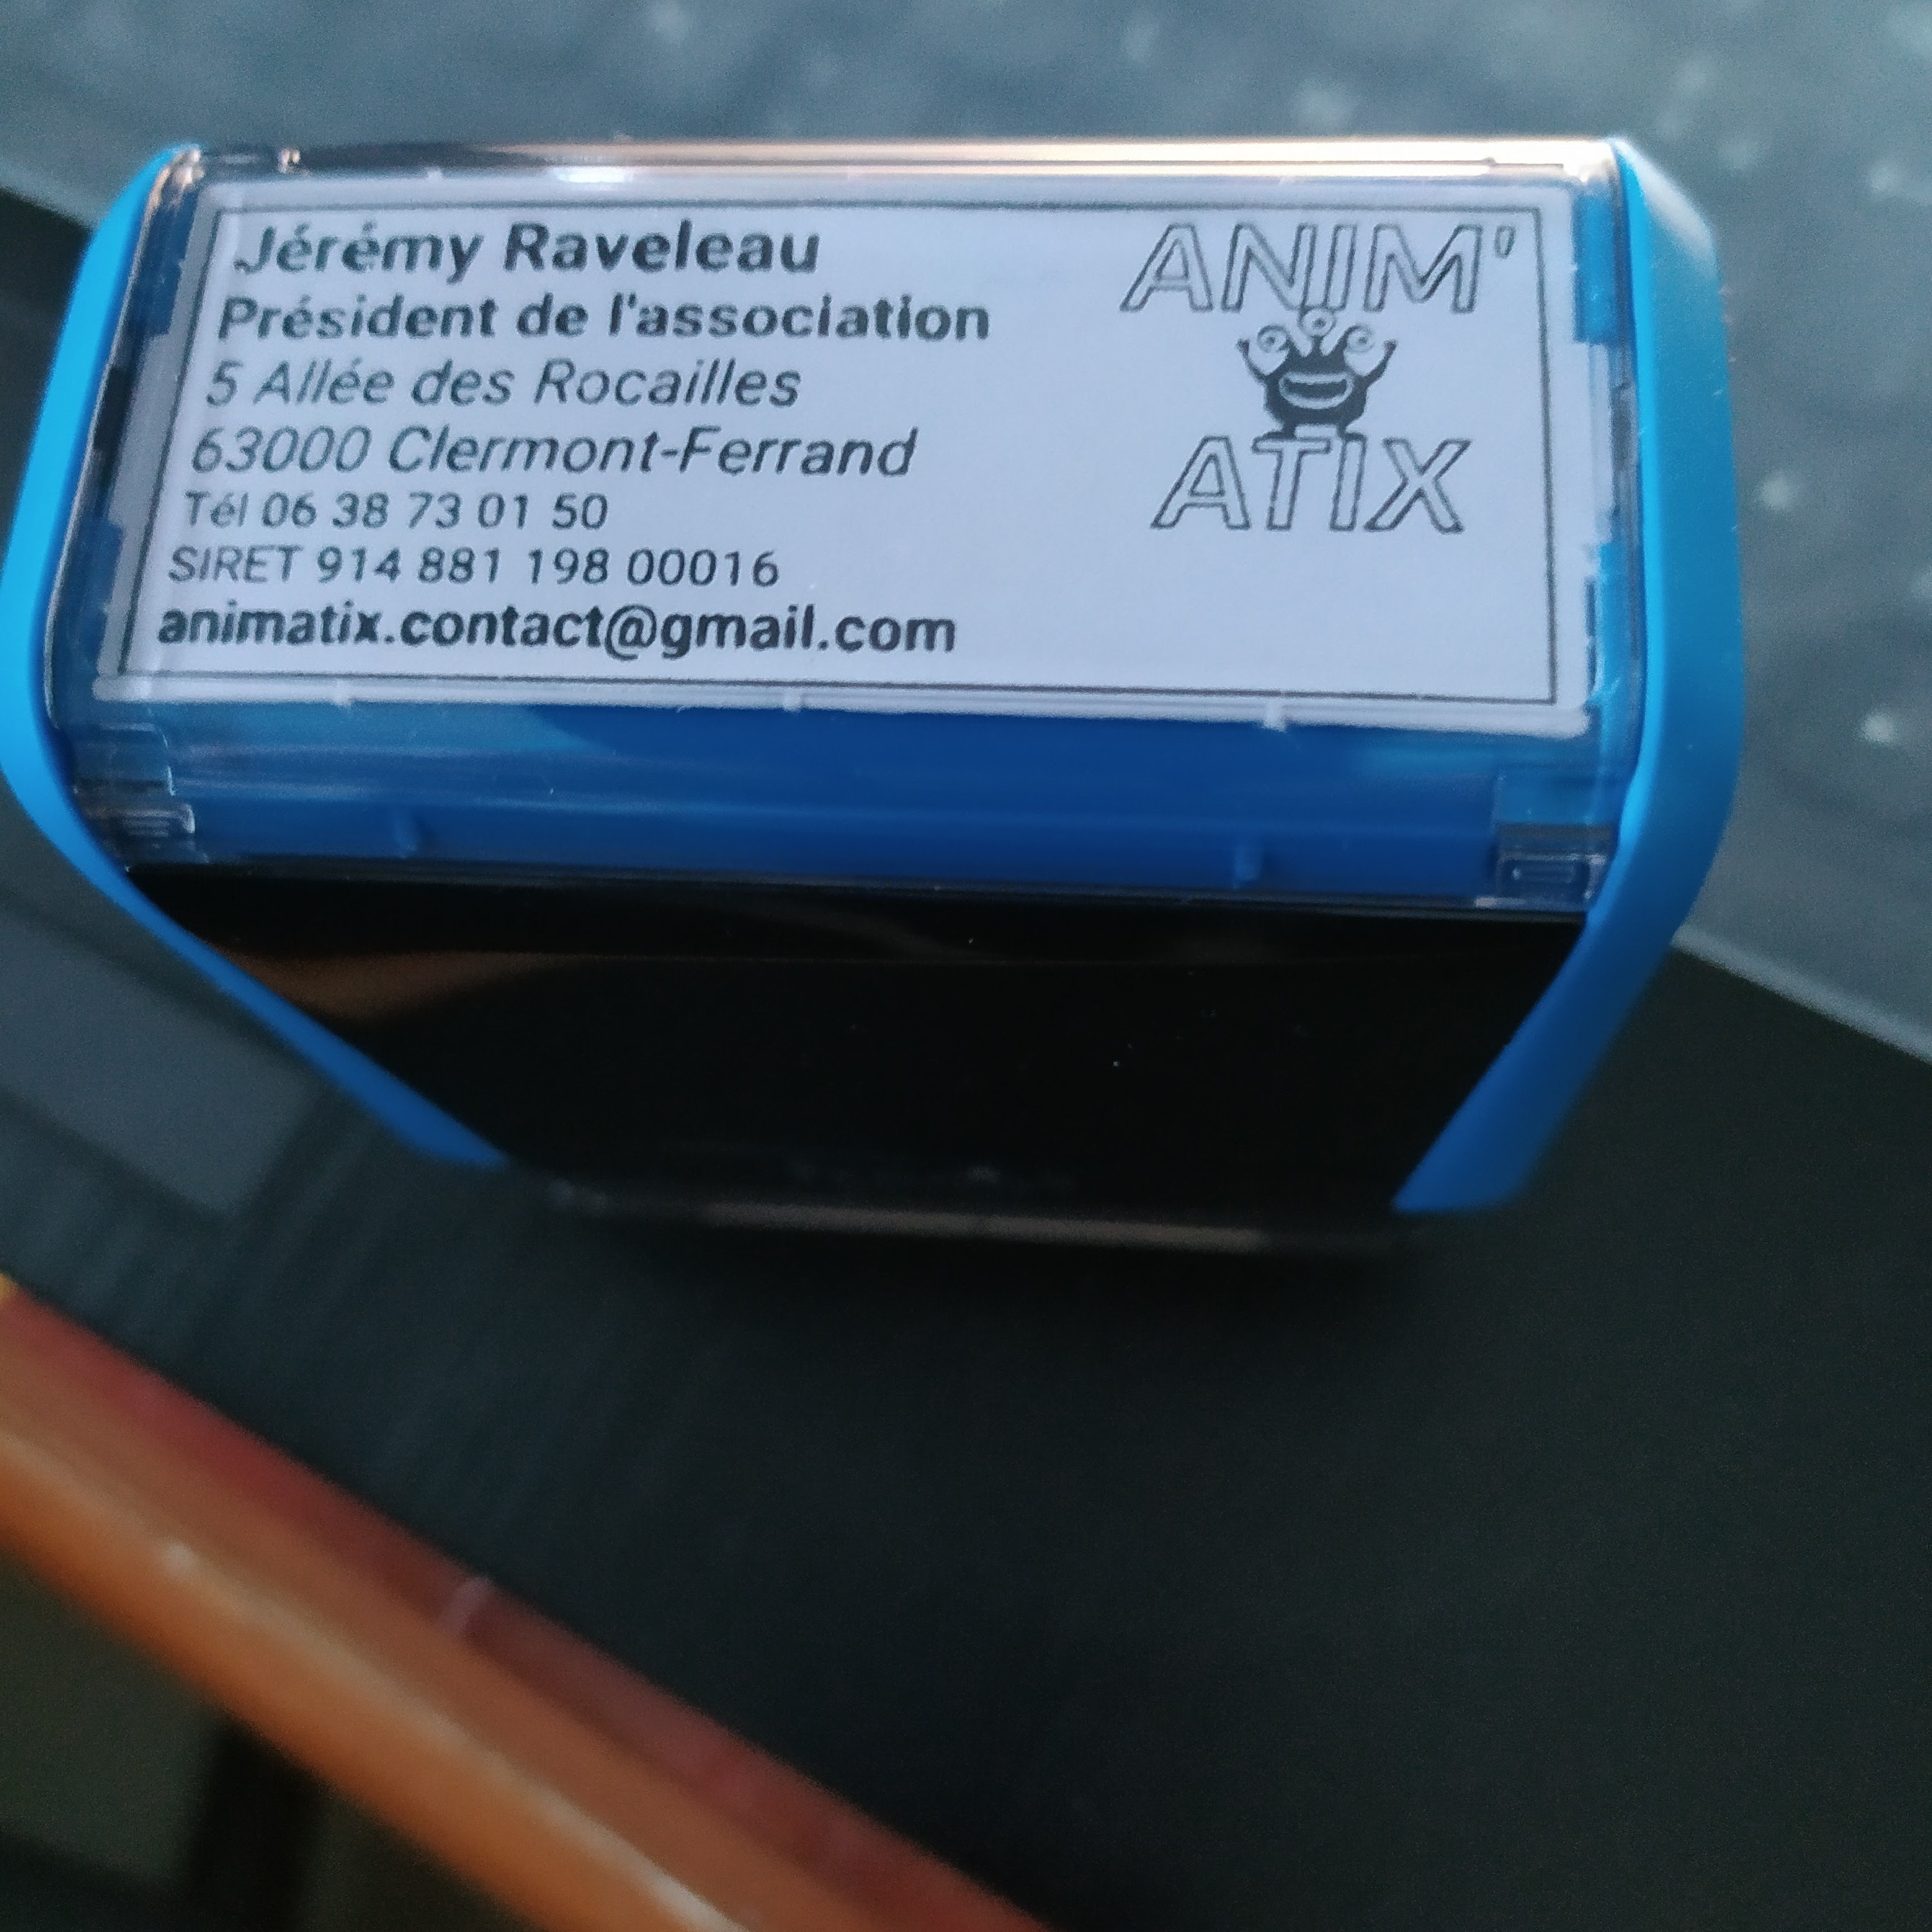 Jérémy Raveleau
Président de l'association
5 Allée des Rocailles
63000 Clermont-Ferrand
Tél 06 38 73 01 50
SIRET 914 881 198 00016
animatix.contact@gmail.com
ANIM'
ATIX